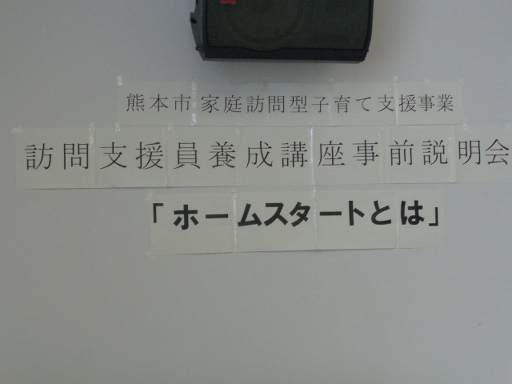 熊本市 家庭訪問型子育て支援事業
訪問支援員養成講座事前説明会
「ホームスタートとは」